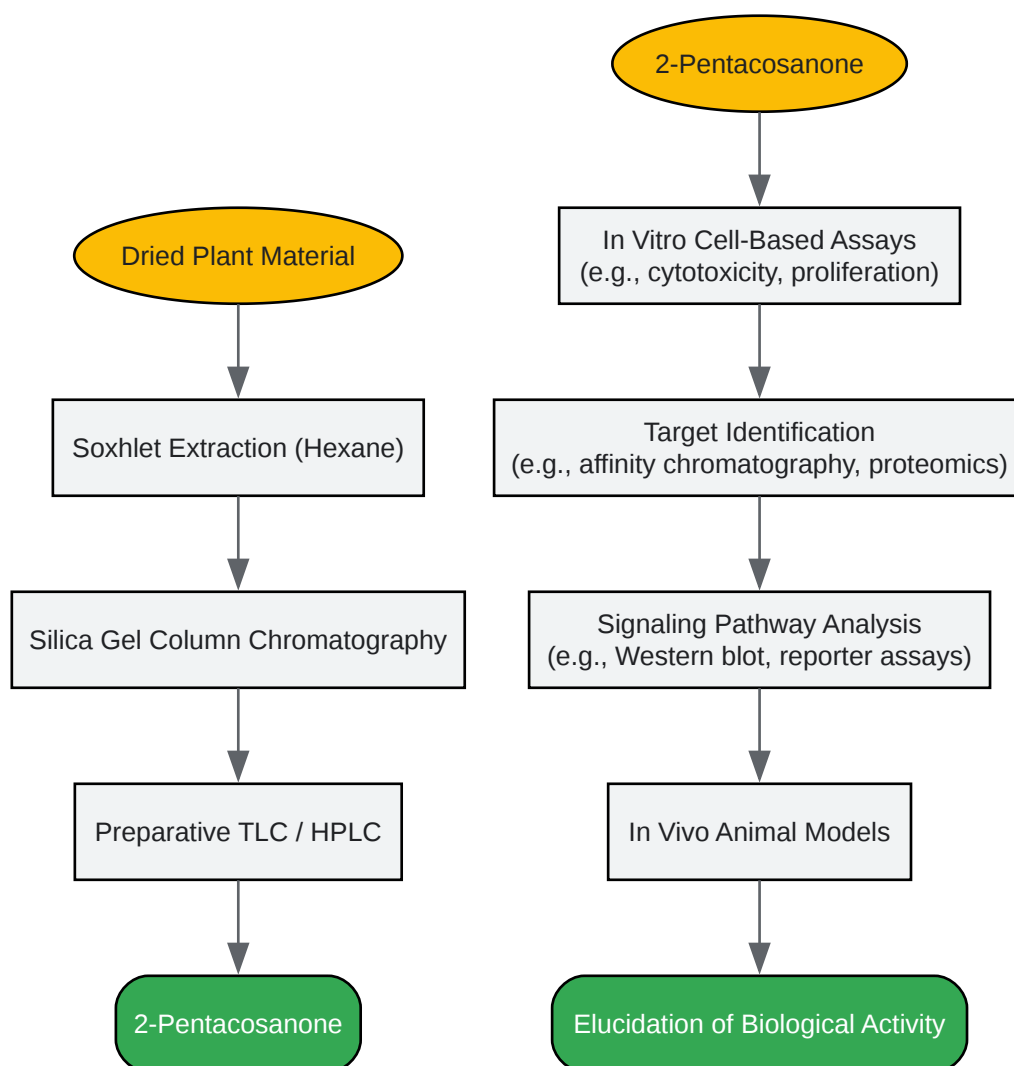 Dried Plant Material
Soxhlet Extraction (Hexane)
Silica Gel Column Chromatography
Preparative TLC / HPLC
2-Pentacosanone
2-Pentacosanone
In Vitro Cell-Based Assays
(e.g., cytotoxicity, proliferation)
Target Identification
(e.g., affinity chromatography, proteomics)
Signaling Pathway Analysis
(e.g., Western blot, reporter assays)
In Vivo Animal Models
Elucidation of Biological Activity